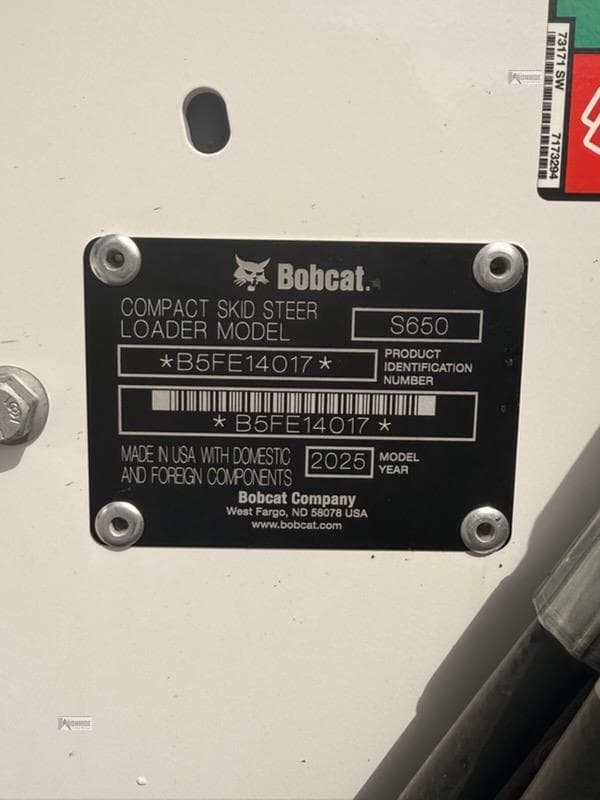 73171 SW
7173294
Bobcat.
COMPACT SKID STEER
LOADER MODEL
S650
*B5FE14017*
PRODUCT
IDENTIFICATION
NUMBER
*B5FE14017*
MADE IN USA WITH DOMESTIC
AND FOREIGN COMPONENTS
2025
MODEL
YEAR
Bobcat Company
West Fargo, ND 58078 USA
www.bobcat.com